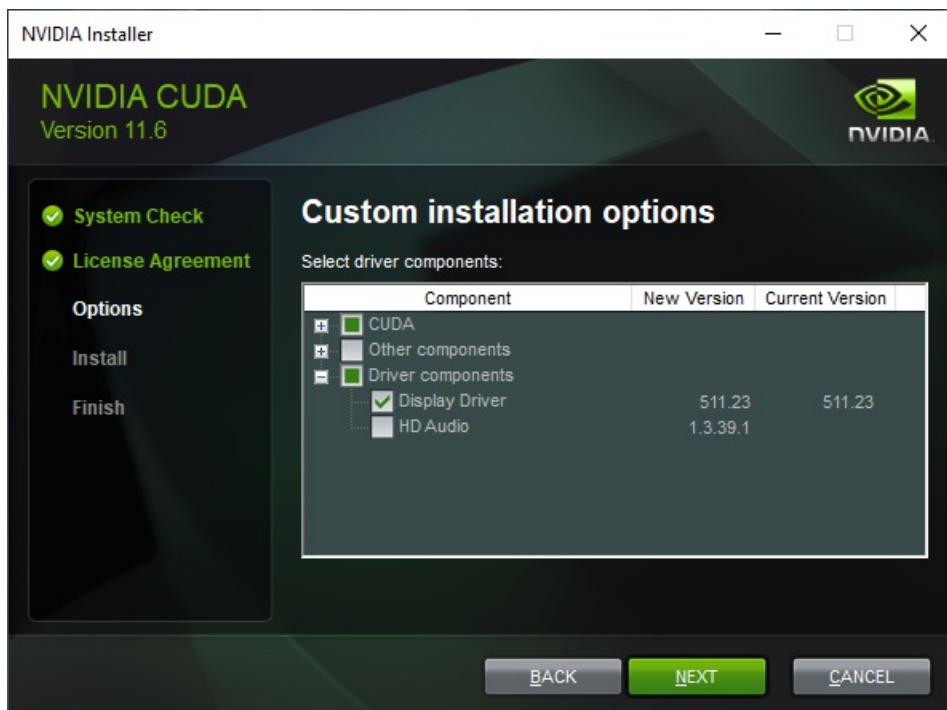 NVIDIA Installer
NVIDIA CUDA
Version 11.6
NVIDIA.
System Check
License Agreement
Options
Install
Finish
Custom installation options
Select driver components:
Component New Version Current Version
CUDA
Other components
Driver components
Display Driver 511.23 511.23
HD Audio 1.3.39.1
BACK NEXT CANCEL